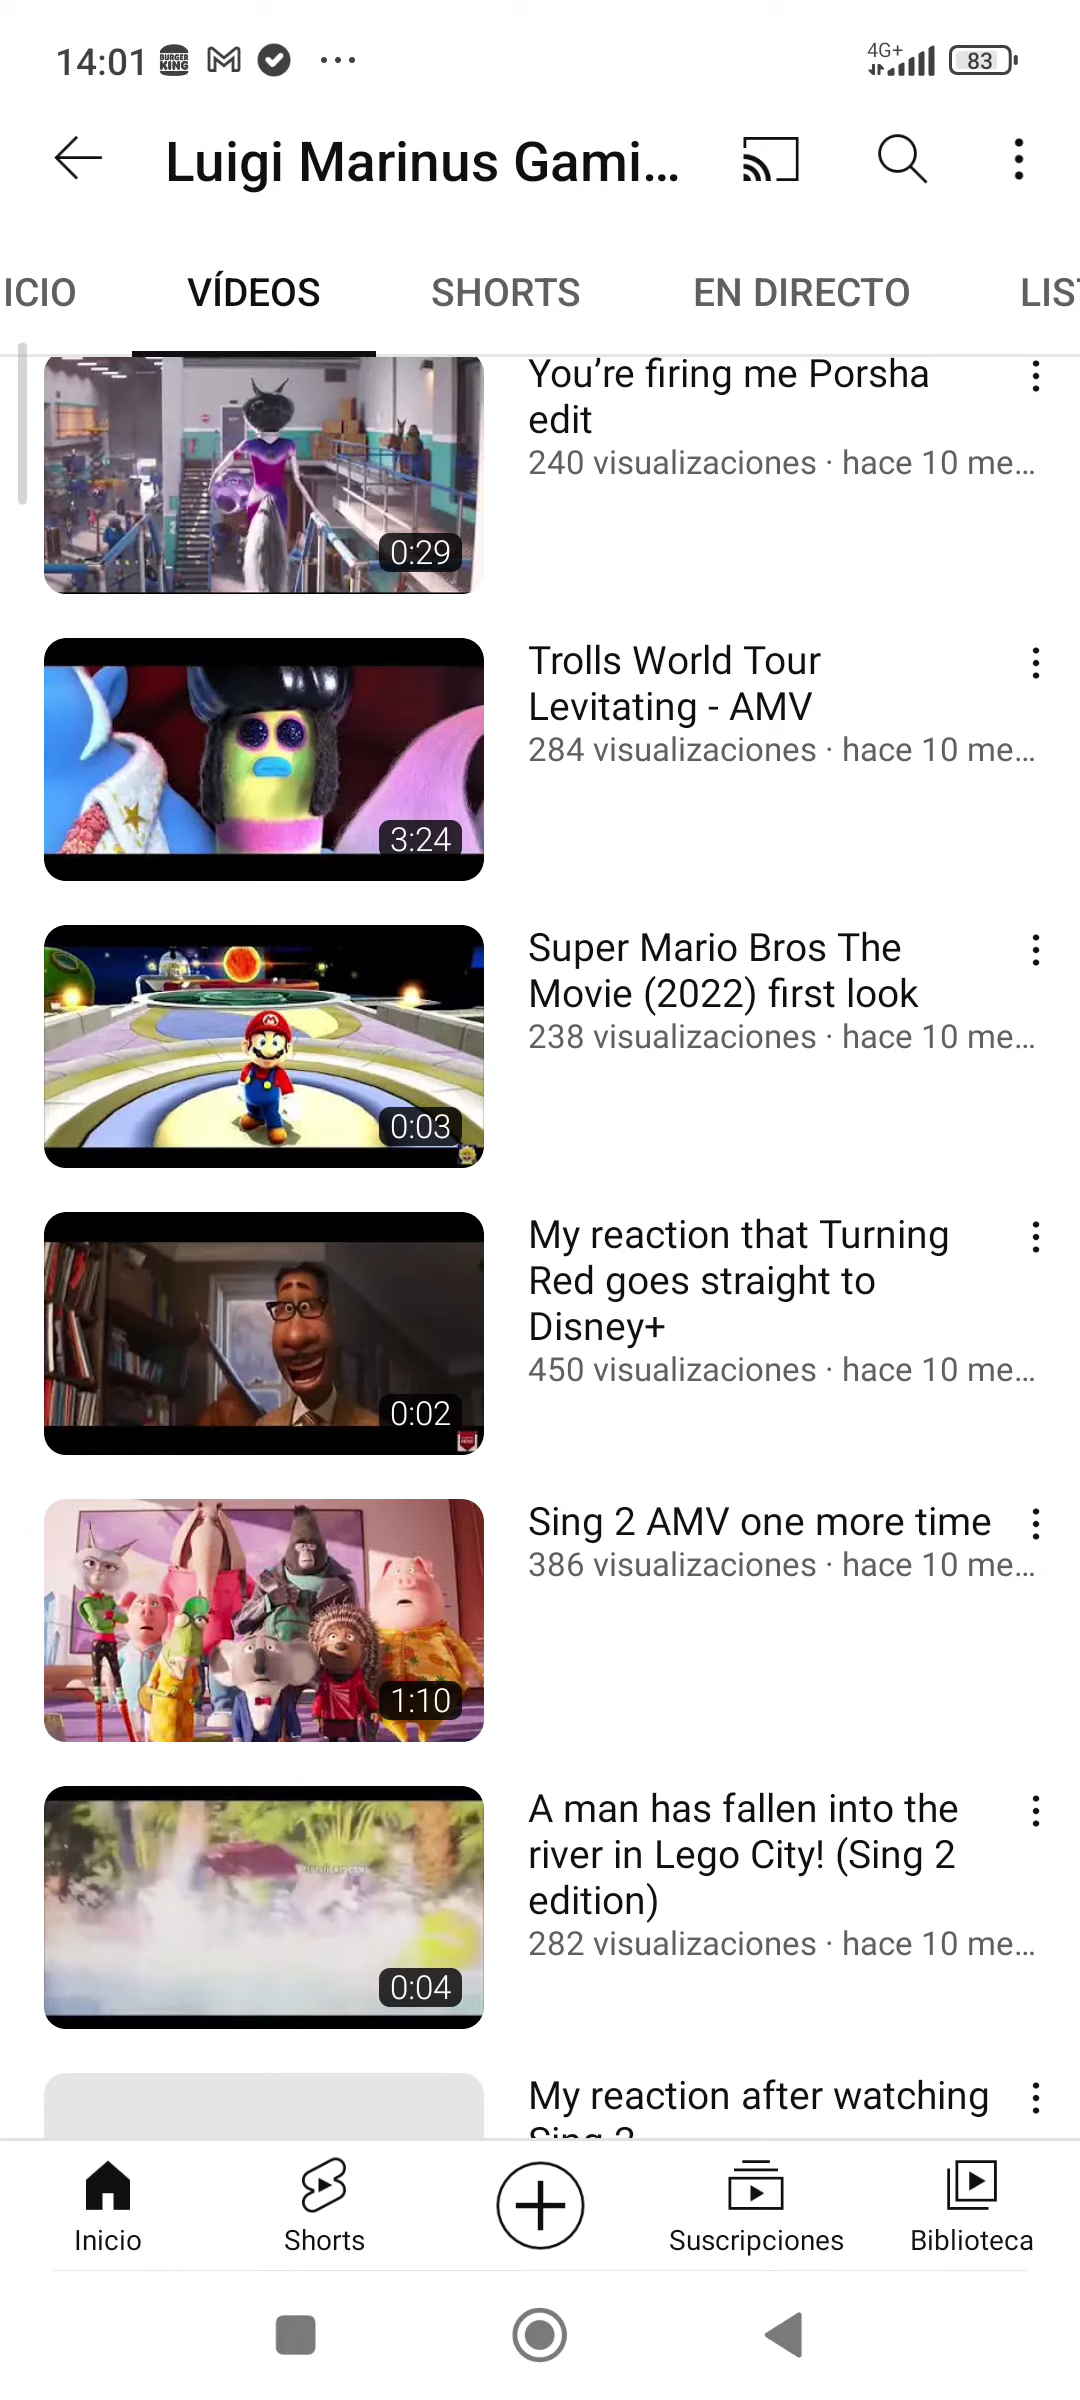 14:01 BURGER KING ... 4G+ 83
Luigi Marinus Gami...
ICIO VÍDEOS SHORTS EN DIRECTO LIS
You're firing me Porsha
edit
240 visualizaciones · hace 10 me...
0:29
Trolls World Tour
Levitating - AMV
284 visualizaciones · hace 10 me...
3:24
Super Mario Bros The
Movie (2022) first look
238 visualizaciones · hace 10 me...
0:03
My reaction that Turning
Red goes straight to
Disney+
450 visualizaciones · hace 10 me...
0:02
Sing 2 AMV one more time
386 visualizaciones · hace 10 me...
1:10
A man has fallen into the
river in Lego City! (Sing 2
edition)
282 visualizaciones · hace 10 me...
0:04
My reaction after watching
Sing 2
Inicio Shorts Suscripciones Biblioteca